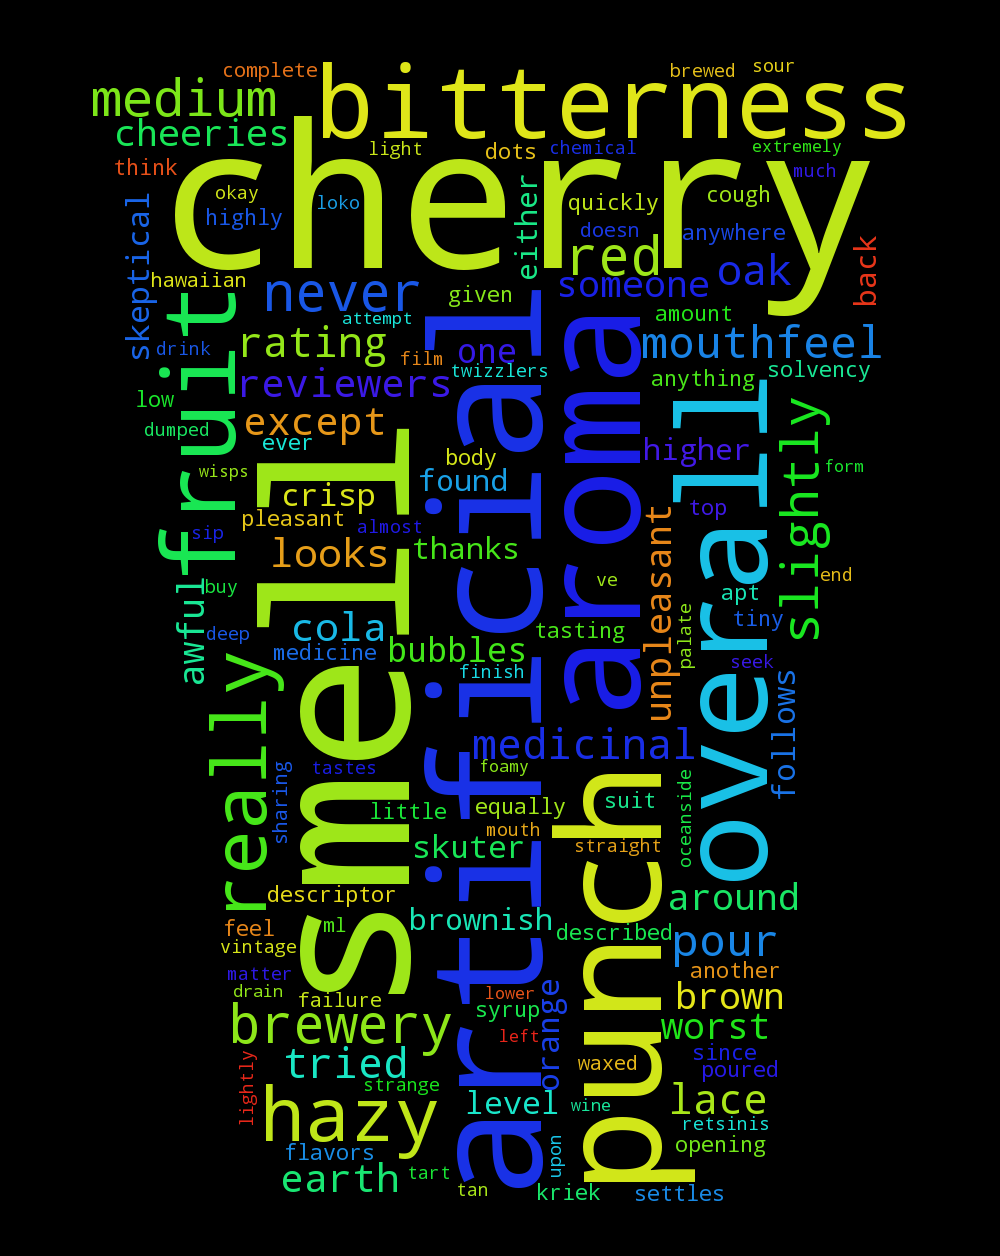 complete
bitterness
brewed
sour
medium
cheeries
cherry
light
dots
chemical
extremely
think
much
okay
loko
highly
either
quickly
cough
doesn
anywhere
skeptical
red
back
hawaiian
never
given
someone
oak
amount
attempt
fruit
drink
rating
film
one
artificial
aroma
mouthfeel
twizzlers
anything
solvency
reviewers
low
except
overall
slightly
dumped
ever
smell
body
higher
form
wisps
crisp
found
top
pleasant
almost
unpleasant
sip
looks
thanks
end
awful
buy
ve
apt
deep
cola
tasting
palate
tiny
medicine
bubbles
finish
seek
really
follows
medicinal
sharing
tastes
foamy
punch
oceanside
little
equally
suit
mouth
straight
skuter
descriptor
around
feel
ml
brownish
described
pour
vintage
matter
another
drain
failure
lower
syrup
orange
brown
brewery
left
worst
tried
waxed
since
poured
lightly
strange
hazy
level
wine
lace
retsinis
flavors
upon
opening
earth
tart
tan
kriek
settles